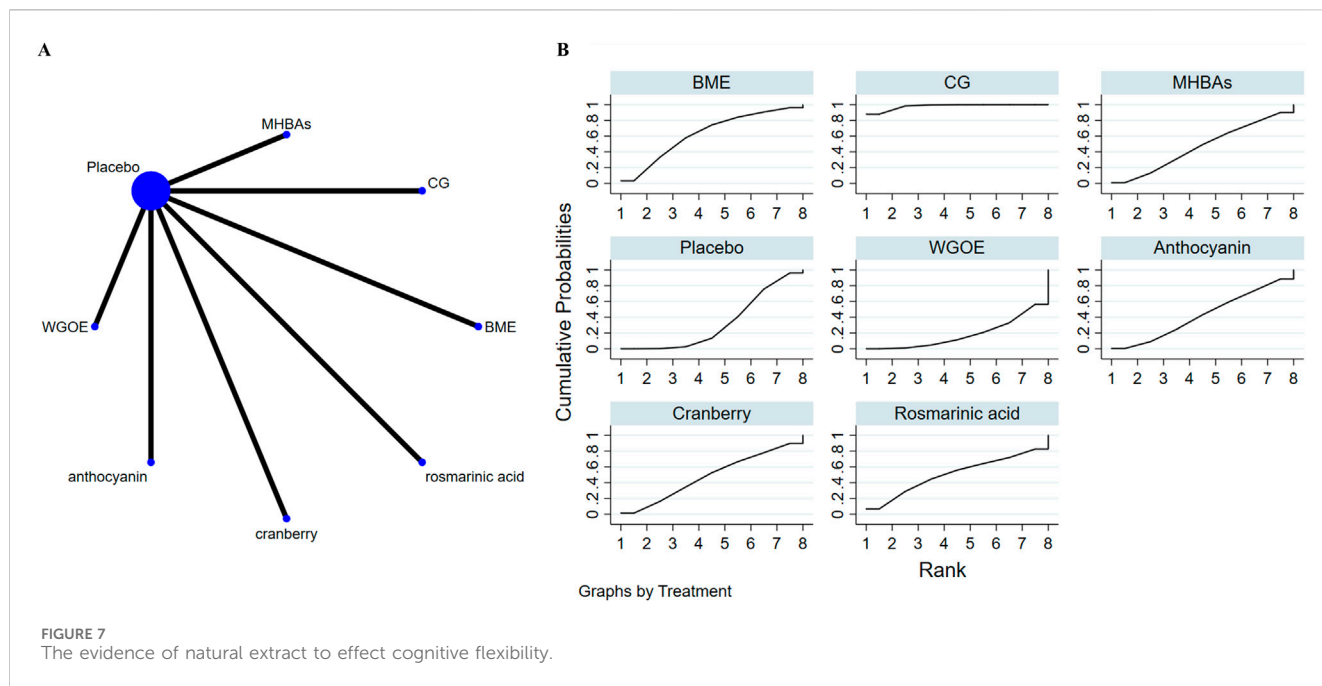 A
MHBAs
Placebo
CG
WGOE
BME
anthocyanin
rosmarinic acid
cranberry
B
BME
CG
MHBAs
0 .2 .4 .6 .8 1
1 2 3 4 5 6 7 8
1 2 3 4 5 6 7 8
1 2 3 4 5 6 7 8
0 .2 .4 .6 .8 1
0 .2 .4 .6 .8 1
Placebo
WGOE
Anthocyanin
0 .2 .4 .6 .8 1
1 2 3 4 5 6 7 8
0 .2 .4 .6 .8 1
1 2 3 4 5 6 7 8
0 .2 .4 .6 .8 1
1 2 3 4 5 6 7 8
Cranberry
Rosmarinic acid
0 .2 .4 .6 .8 1
1 2 3 4 5 6 7 8
0 .2 .4 .6 .8 1
1 2 3 4 5 6 7 8
Cumulative Probabilities
Rank
Graphs by Treatment
FIGURE 7
The evidence of natural extract to effect cognitive flexibility.